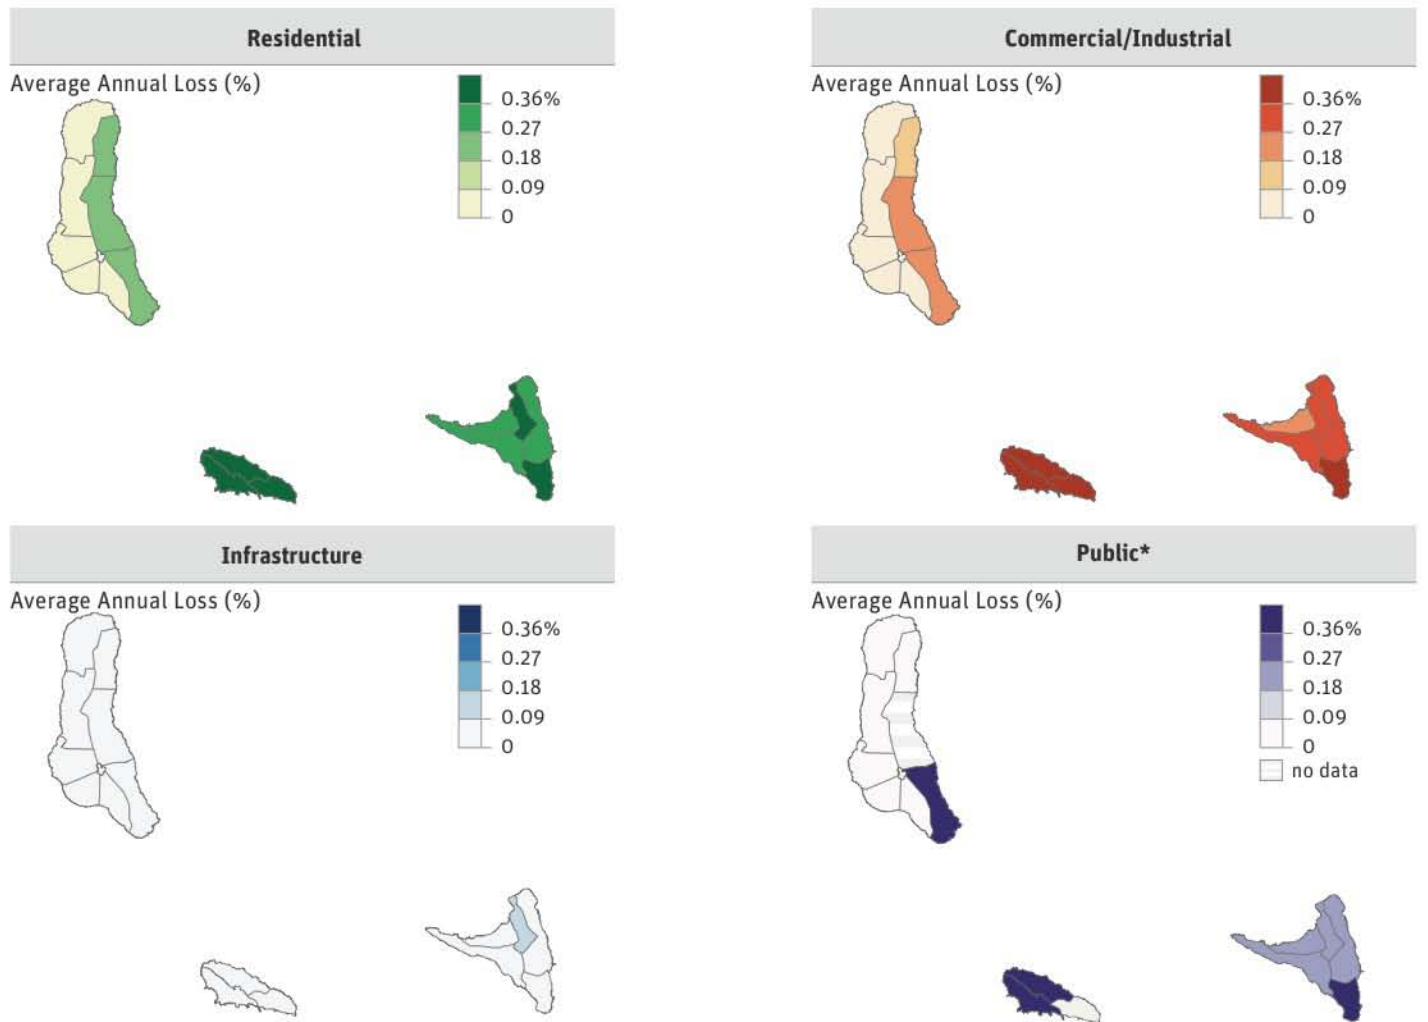 Residential
Average Annual Loss (%)
0.36%
0.27
0.18
0.09
0
Commercial/Industrial
Average Annual Loss (%)
0.36%
0.27
0.18
0.09
0
Infrastructure
Average Annual Loss (%)
0.36%
0.27
0.18
0.09
0
Public*
Average Annual Loss (%)
0.36%
0.27
0.18
0.09
0
no data